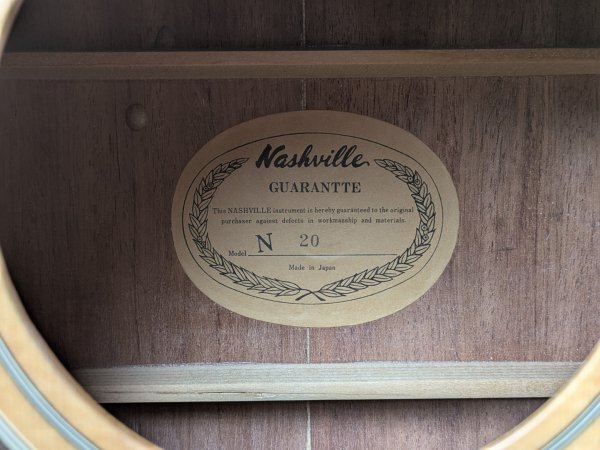 Nashville
GUARANTTE
This NASHVILLE instrument is hereby guaranteed to the original
purchaser against defects in workmanship and materials.
Model N 20
Made in Japan